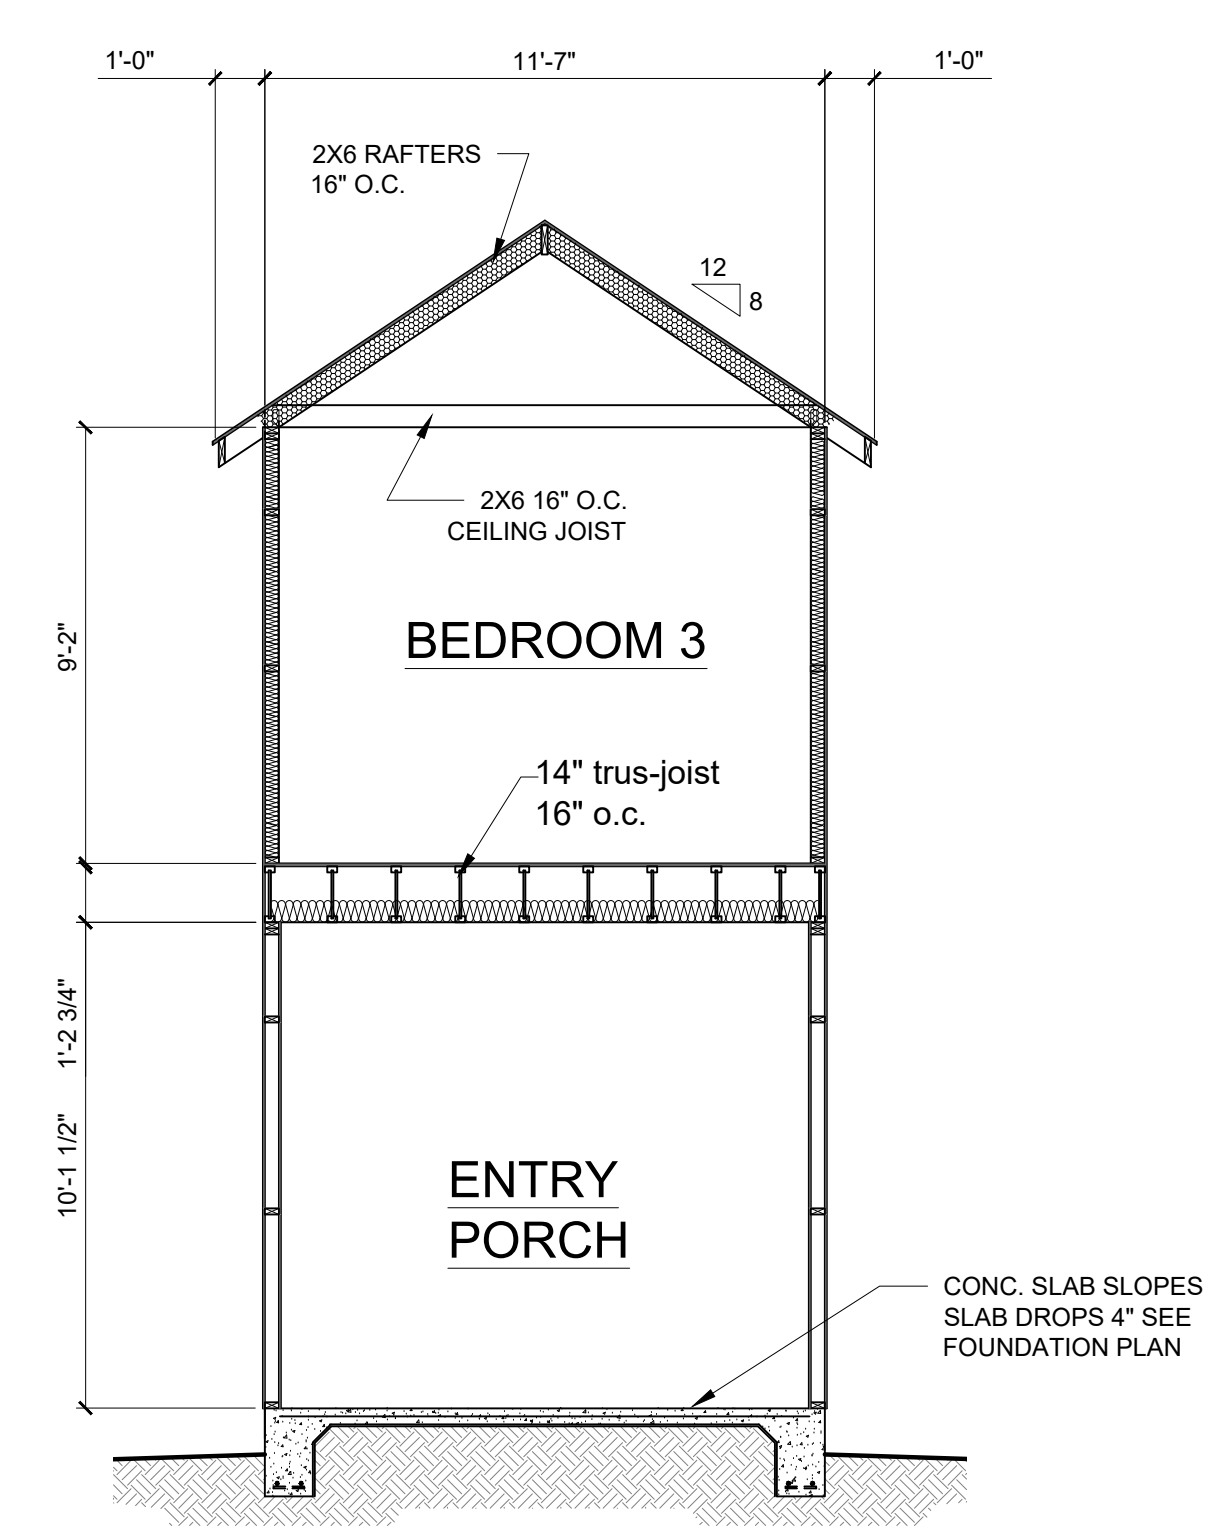 1'-0"
11'-7"
1'-0"
2X6 RAFTERS
16" O.C.
12
8
2X6 16" O.C.
CEILING JOIST
9'-2"
BEDROOM 3
14" trus-joist
16" o.c.
1'-2 3/4"
10'-1 1/2"
ENTRY
PORCH
CONC. SLAB SLOPES
SLAB DROPS 4" SEE
FOUNDATION PLAN